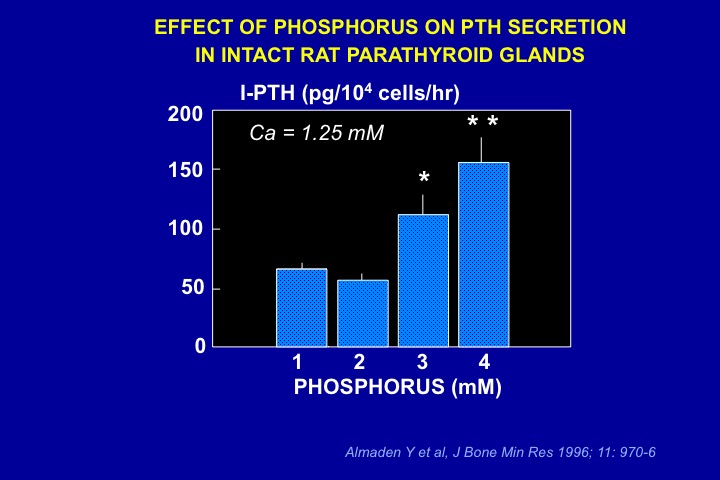 EFFECT OF PHOSPHORUS ON PTH SECRETION
IN INTACT RAT PARATHYROID GLANDS
I-PTH (pg/10⁴ cells/hr)
200
Ca = 1.25 mM
* *
150
*
100
50
0
1 2 3 4
PHOSPHORUS (mM)
Almaden Y et al, J Bone Min Res 1996; 11: 970-6